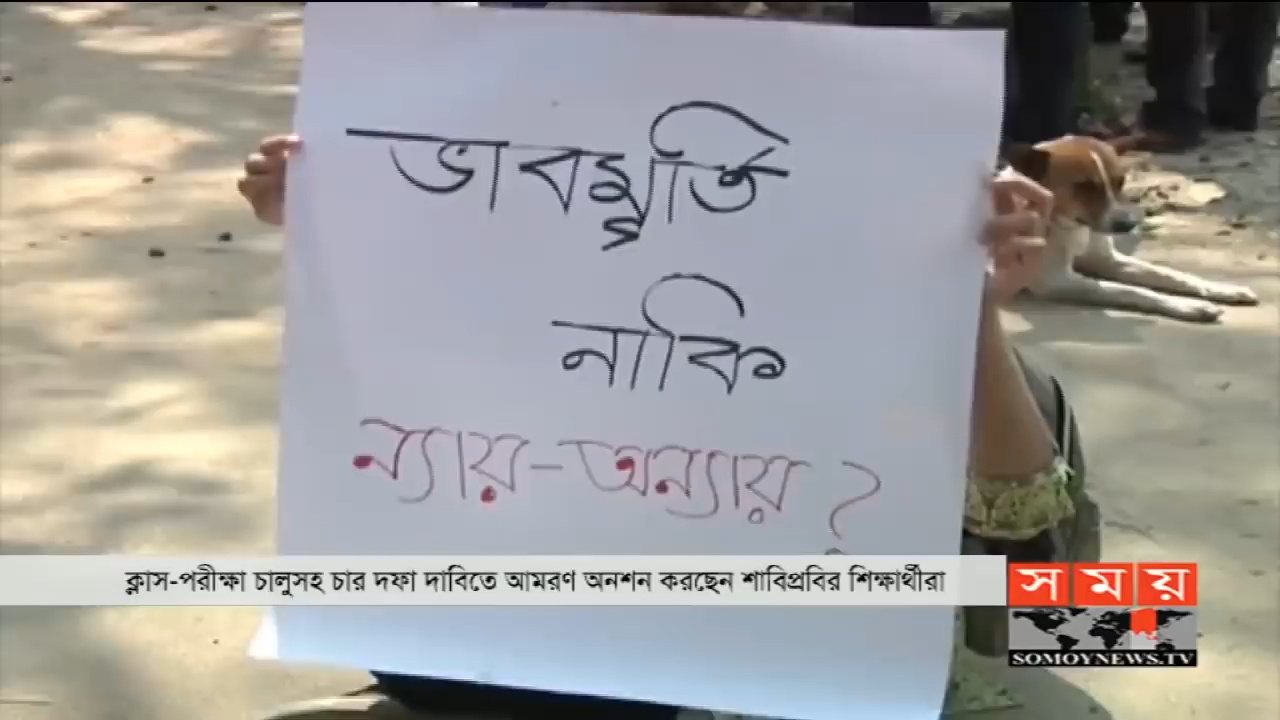 ভাবমূর্তি
নাকি
ন্যায়-অন্যায় ?
ক্লাস-পরীক্ষা চালুসহ চার দফা দাবিতে আমরণ অনশন করছেন শাবিপ্রবির শিক্ষার্থীরা
সময়
SOMOYNEWS.TV